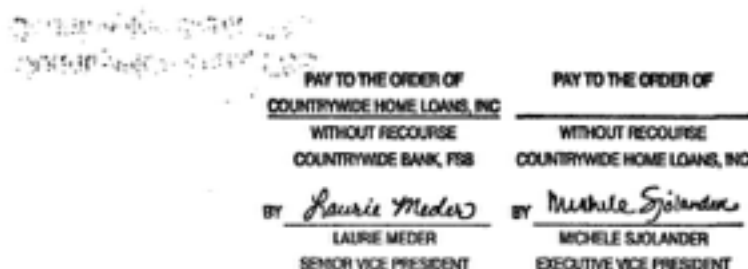 PAY TO THE ORDER OF
COUNTRYWIDE HOME LOANS, INC
WITHOUT RECOURSE
COUNTRYWIDE BANK, FSB
BY Laurie Meder
LAURIE MEDER
SENIOR VICE PRESIDENT
PAY TO THE ORDER OF
WITHOUT RECOURSE
COUNTRYWIDE HOME LOANS, INC
BY Michele Sjolander
MICHELE SJOLANDER
EXECUTIVE VICE PRESIDENT